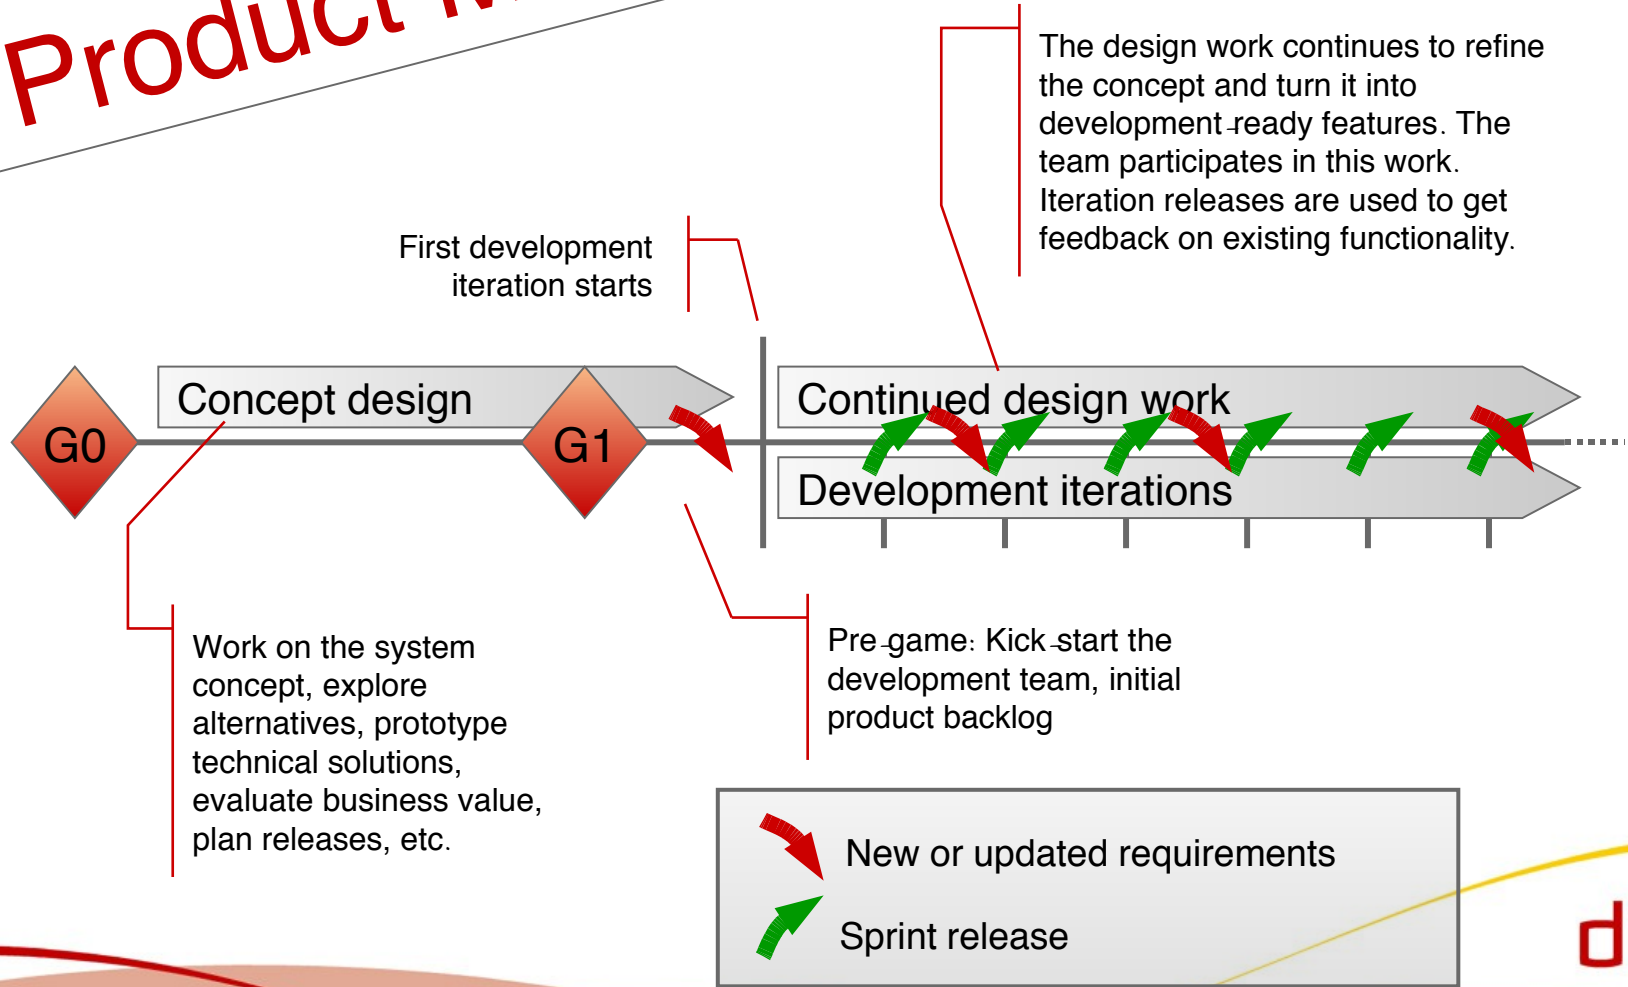 Product
The design work continues to refine
the concept and turn it into
development-ready features. The
team participates in this work.
Iteration releases are used to get
feedback on existing functionality.
First development
iteration starts
Concept design
Continued design work
G0
G1
Development iterations
Work on the system
concept, explore
alternatives, prototype
technical solutions,
evaluate business value,
plan releases, etc.
Pre-game: Kick-start the
development team, initial
product backlog
New or updated requirements
Sprint release
d